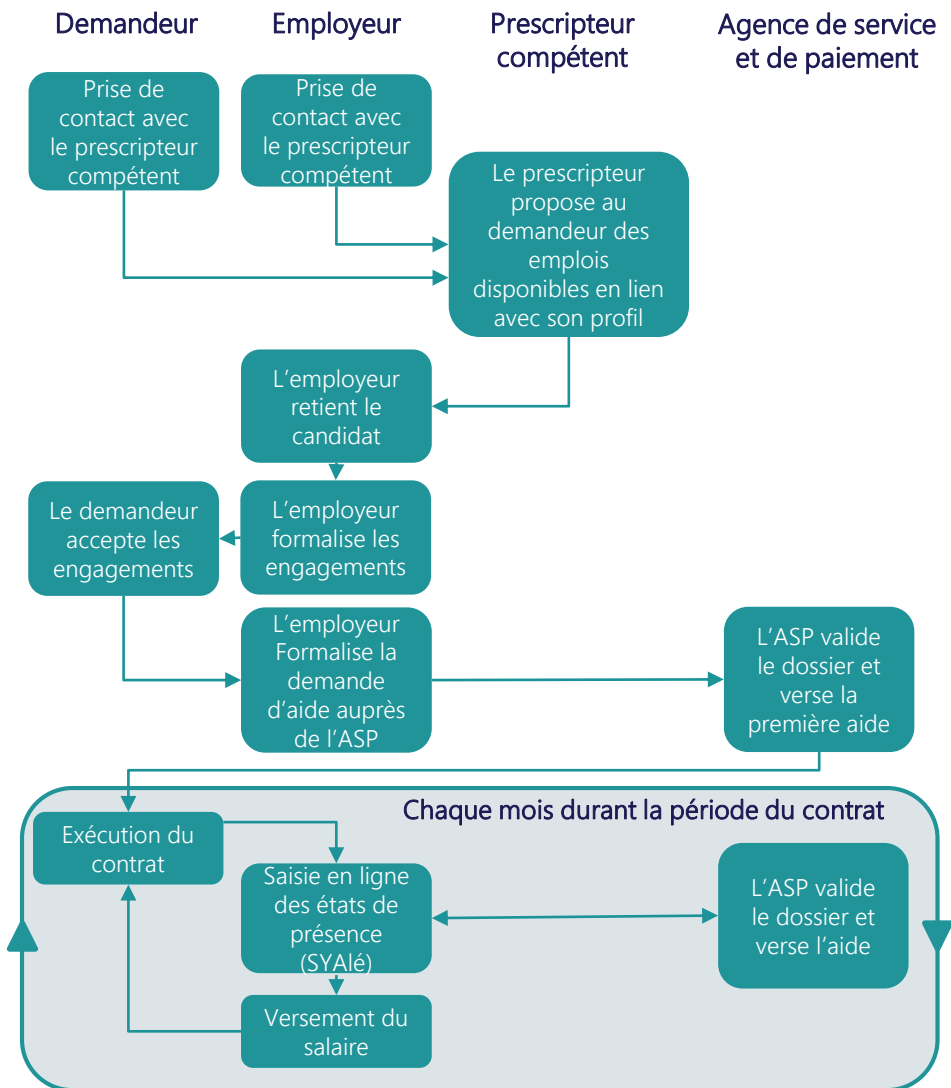 Demandeur
Employeur
Prescripteur
compétent
Agence de service
et de paiement
Prise de
contact avec
le prescripteur
compétent
Prise de
contact avec
le prescripteur
compétent
Le prescripteur
propose au
demandeur des
emplois
disponibles en lien
avec son profil
L'employeur
retient le
candidat
L'employeur
formalise les
engagements
Le demandeur
accepte les
engagements
L'employeur
Formalise la
demande
d'aide auprès
de l'ASP
L'ASP valide
le dossier et
verse la
première aide
Chaque mois durant la période du contrat
Exécution du
contrat
Saisie en ligne
des états de
présence
(SYAlé)
L'ASP valide
le dossier et
verse l'aide
Versement du
salaire